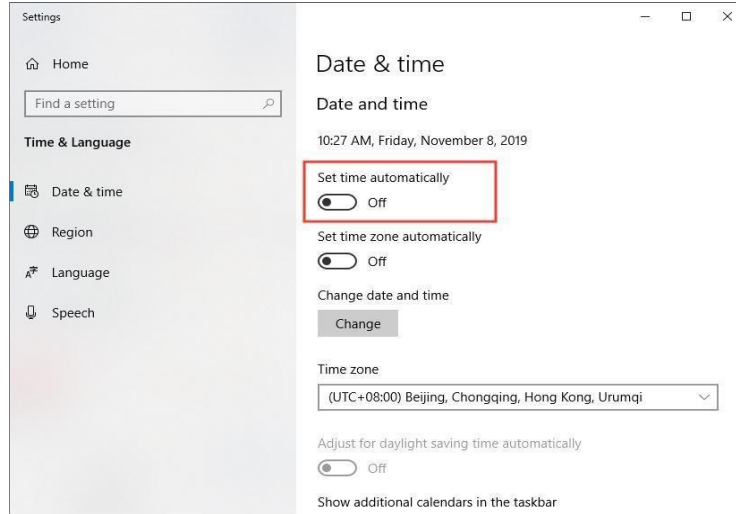 Settings
Home
Find a setting
Time & Language
Date & time
Region
Language
Speech
Date & time
Date and time
10:27 AM, Friday, November 8, 2019
Set time automatically
Off
Set time zone automatically
Off
Change date and time
Change
Time zone
(UTC+08:00) Beijing, Chongqing, Hong Kong, Urumqi
Adjust for daylight saving time automatically
Off
Show additional calendars in the taskbar